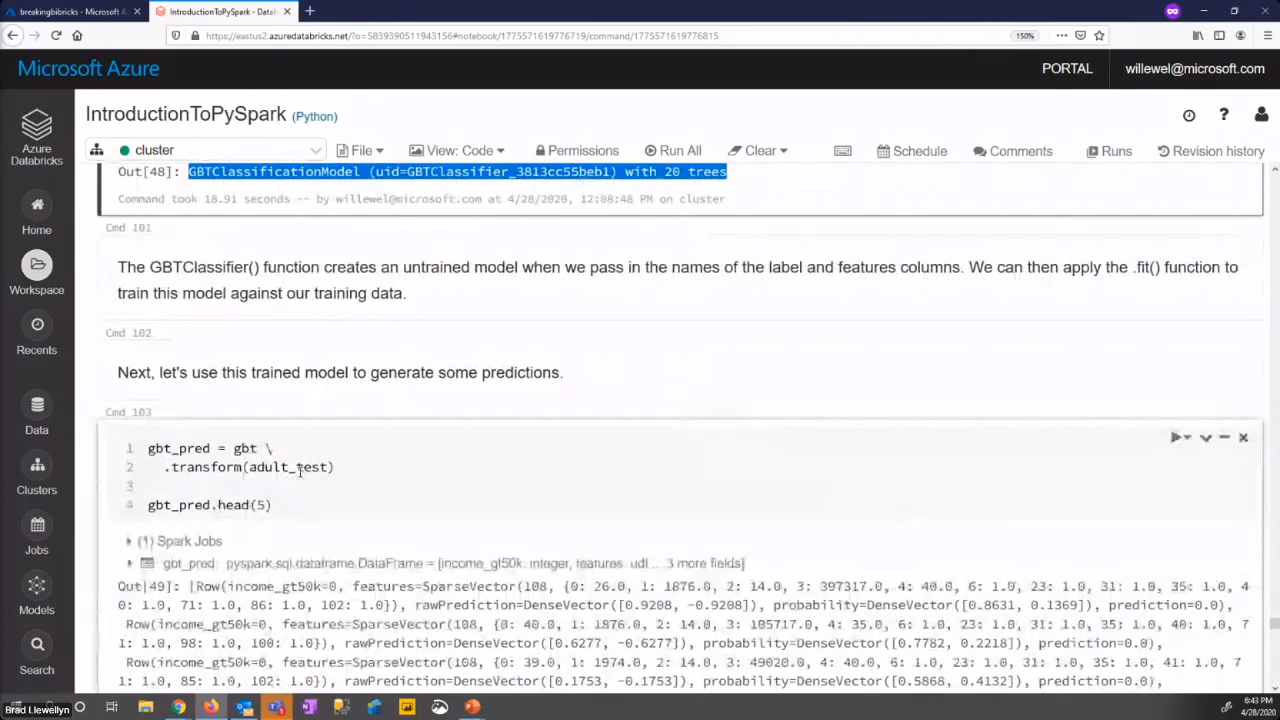 breakingbibricks - Microsoft A
IntroductionToPySpark - Datab
https://eastus2.azuredatabricks.net/?o=5839390511943156#notebook/1775571619776719/command/1775571619776815
150%
Microsoft Azure
PORTAL
willewel@microsoft.com
IntroductionToPySpark (Python)
cluster
File
View: Code
Permissions
Run All
Clear
Schedule
Comments
Runs
Revision history
Azure
Databricks
Home
Workspace
Recents
Data
Clusters
Jobs
Models
Search
Out[48]: GBTClassificationModel (uid=GBTClassifier_3813cc55beb1) with 20 trees
Command took 18.91 seconds -- by willewel@microsoft.com at 4/28/2020, 12:08:48 PM on cluster
Cmd 101
The GBTClassifier() function creates an untrained model when we pass in the names of the label and features columns. We can then apply the .fit() function to
train this model against our training data.
Cmd 102
Next, let's use this trained model to generate some predictions.
Cmd 103
1 gbt_pred = gbt \
2 .transform(adult_test)
3
4 gbt_pred.head(5)
(1) Spark Jobs
gbt_pred: pyspark.sql.dataframe.DataFrame = [income_gt50k: integer, features: udt ... 3 more fields]
Out[49]: [Row(income_gt50k=0, features=SparseVector(108, {0: 26.0, 1: 1876.0, 2: 14.0, 3: 397317.0, 4: 40.0, 6: 1.0, 23: 1.0, 31: 1.0, 35: 1.0, 4
0: 1.0, 71: 1.0, 86: 1.0, 102: 1.0}), rawPrediction=DenseVector([0.9208, -0.9208]), probability=DenseVector([0.8631, 0.1369]), prediction=0.0),
Row(income_gt50k=0, features=SparseVector(108, {0: 40.0, 1: 1876.0, 2: 14.0, 3: 105717.0, 4: 35.0, 6: 1.0, 23: 1.0, 31: 1.0, 35: 1.0, 40: 1.0, 7
1: 1.0, 98: 1.0, 100: 1.0}), rawPrediction=DenseVector([0.6277, -0.6277]), probability=DenseVector([0.7782, 0.2218]), prediction=0.0),
Row(income_gt50k=0, features=SparseVector(108, {0: 39.0, 1: 1974.0, 2: 14.0, 3: 49020.0, 4: 40.0, 6: 1.0, 23: 1.0, 31: 1.0, 35: 1.0, 41: 1.0, 7
1: 1.0, 85: 1.0, 102: 1.0}), rawPrediction=DenseVector([0.1753, -0.1753]), probability=DenseVector([0.5868, 0.4132]), prediction=0.0),
Brad Llewellyn
6:43 PM
4/28/2020